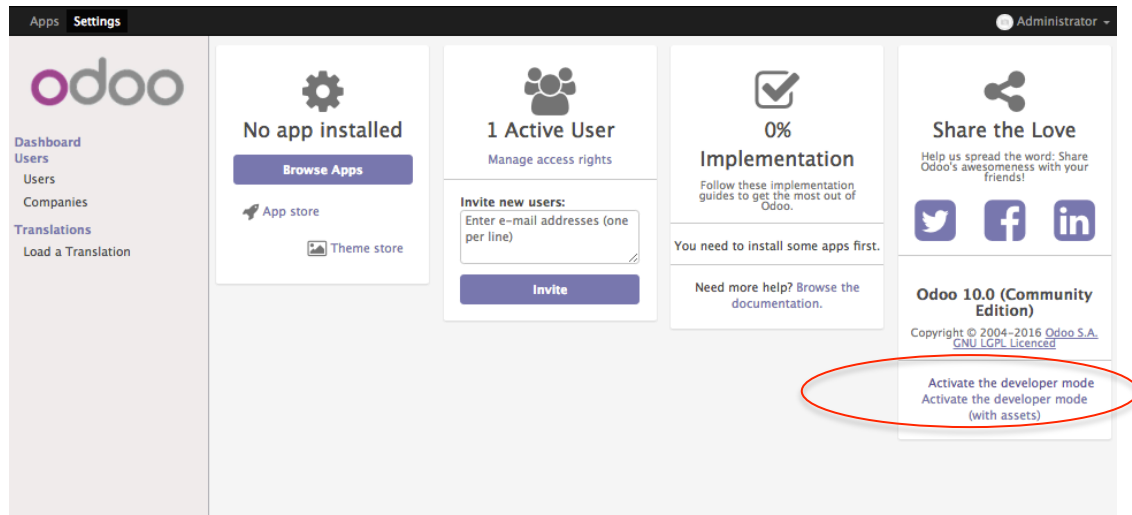 Apps Settings
Administrator
odoo
Dashboard
Users
Users
Companies
Translations
Load a Translation
No app installed
Browse Apps
App store
Theme store
1 Active User
Manage access rights
Invite new users:
Enter e-mail addresses (one
per line)
Invite
0%
Implementation
Follow these implementation
guides to get the most out of
Odoo.
You need to install some apps first.
Need more help? Browse the
documentation.
Share the Love
Help us spread the word: Share
Odoo's awesomeness with your
friends!
in
Odoo 10.0 (Community
Edition)
Copyright © 2004-2016 Odoo S.A.
GNU LGPL Licenced
Activate the developer mode
Activate the developer mode
(with assets)